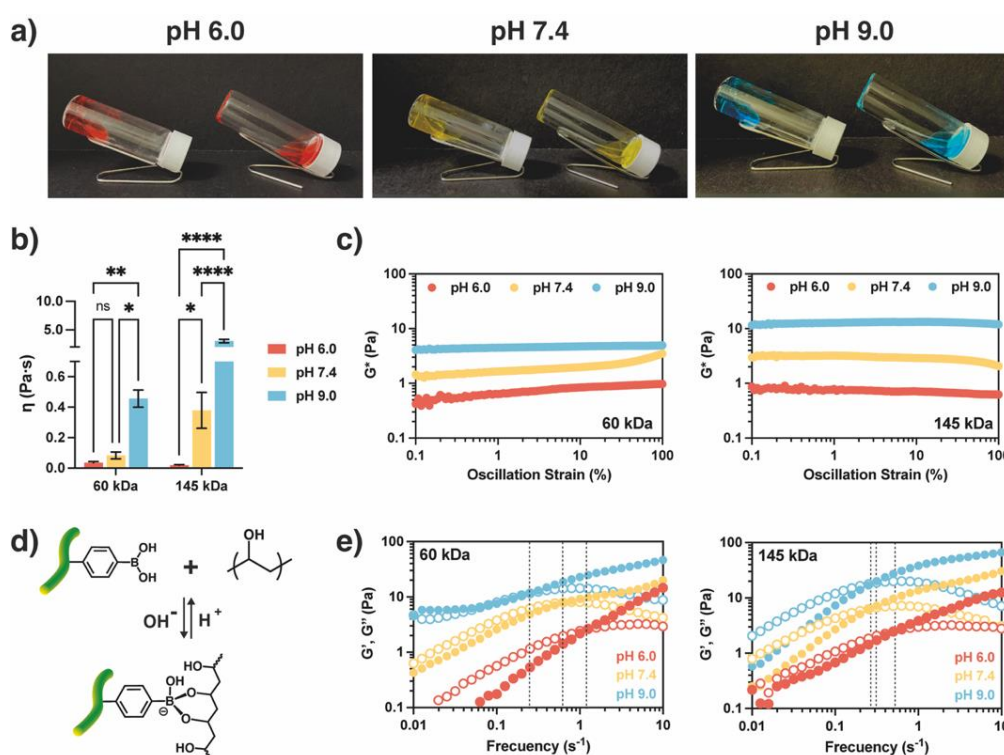 a)
pH 6.0
pH 7.4
pH 9.0
b)
**** 
** ****
ns * *
10.0
5.0
0.6
0.4
0.2
0.0
η (Pa·s)
60 kDa 145 kDa
pH 6.0
pH 7.4
pH 9.0
c)
100
10
1
0.1
G* (Pa)
pH 6.0 pH 7.4 pH 9.0
60 kDa
0.1 1 10 100
Oscillation Strain (%)
100
10
1
0.1
G* (Pa)
pH 6.0 pH 7.4 pH 9.0
145 kDa
0.1 1 10 100
Oscillation Strain (%)
d)
OH
B
OH
+
OH
OH⁻ H⁺
HO
OH
B O
⊖ O
HO
e)
60 kDa
100
10
1
0.1
G', G" (Pa)
pH 6.0
pH 7.4
pH 9.0
0.01 0.1 1 10
Frecuency (s⁻¹)
145 kDa
100
10
1
0.1
G', G" (Pa)
pH 6.0
pH 7.4
pH 9.0
0.01 0.1 1 10
Frecuency (s⁻¹)